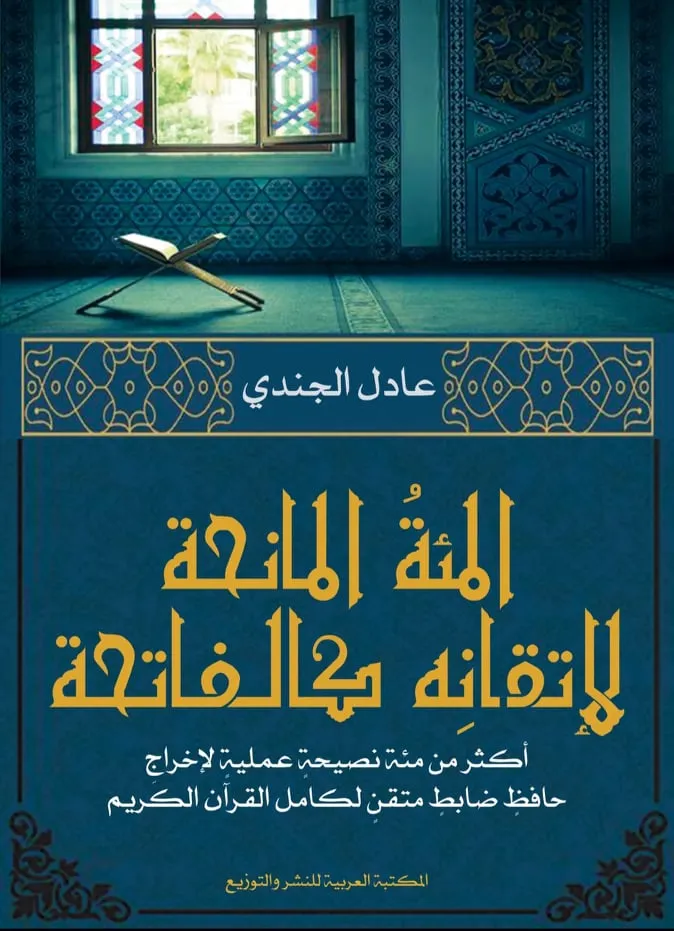 عادل الجندي
المئةُ المانحة
لإتقانِه كالفاتحة
أكثر من مئة نصيحةٍ عمليةٍ لإخراجِ
حافظٍ ضابطٍ متقنٍ لكامل القرآن الكريم
المكتبة العربية للنشر والتوزيع